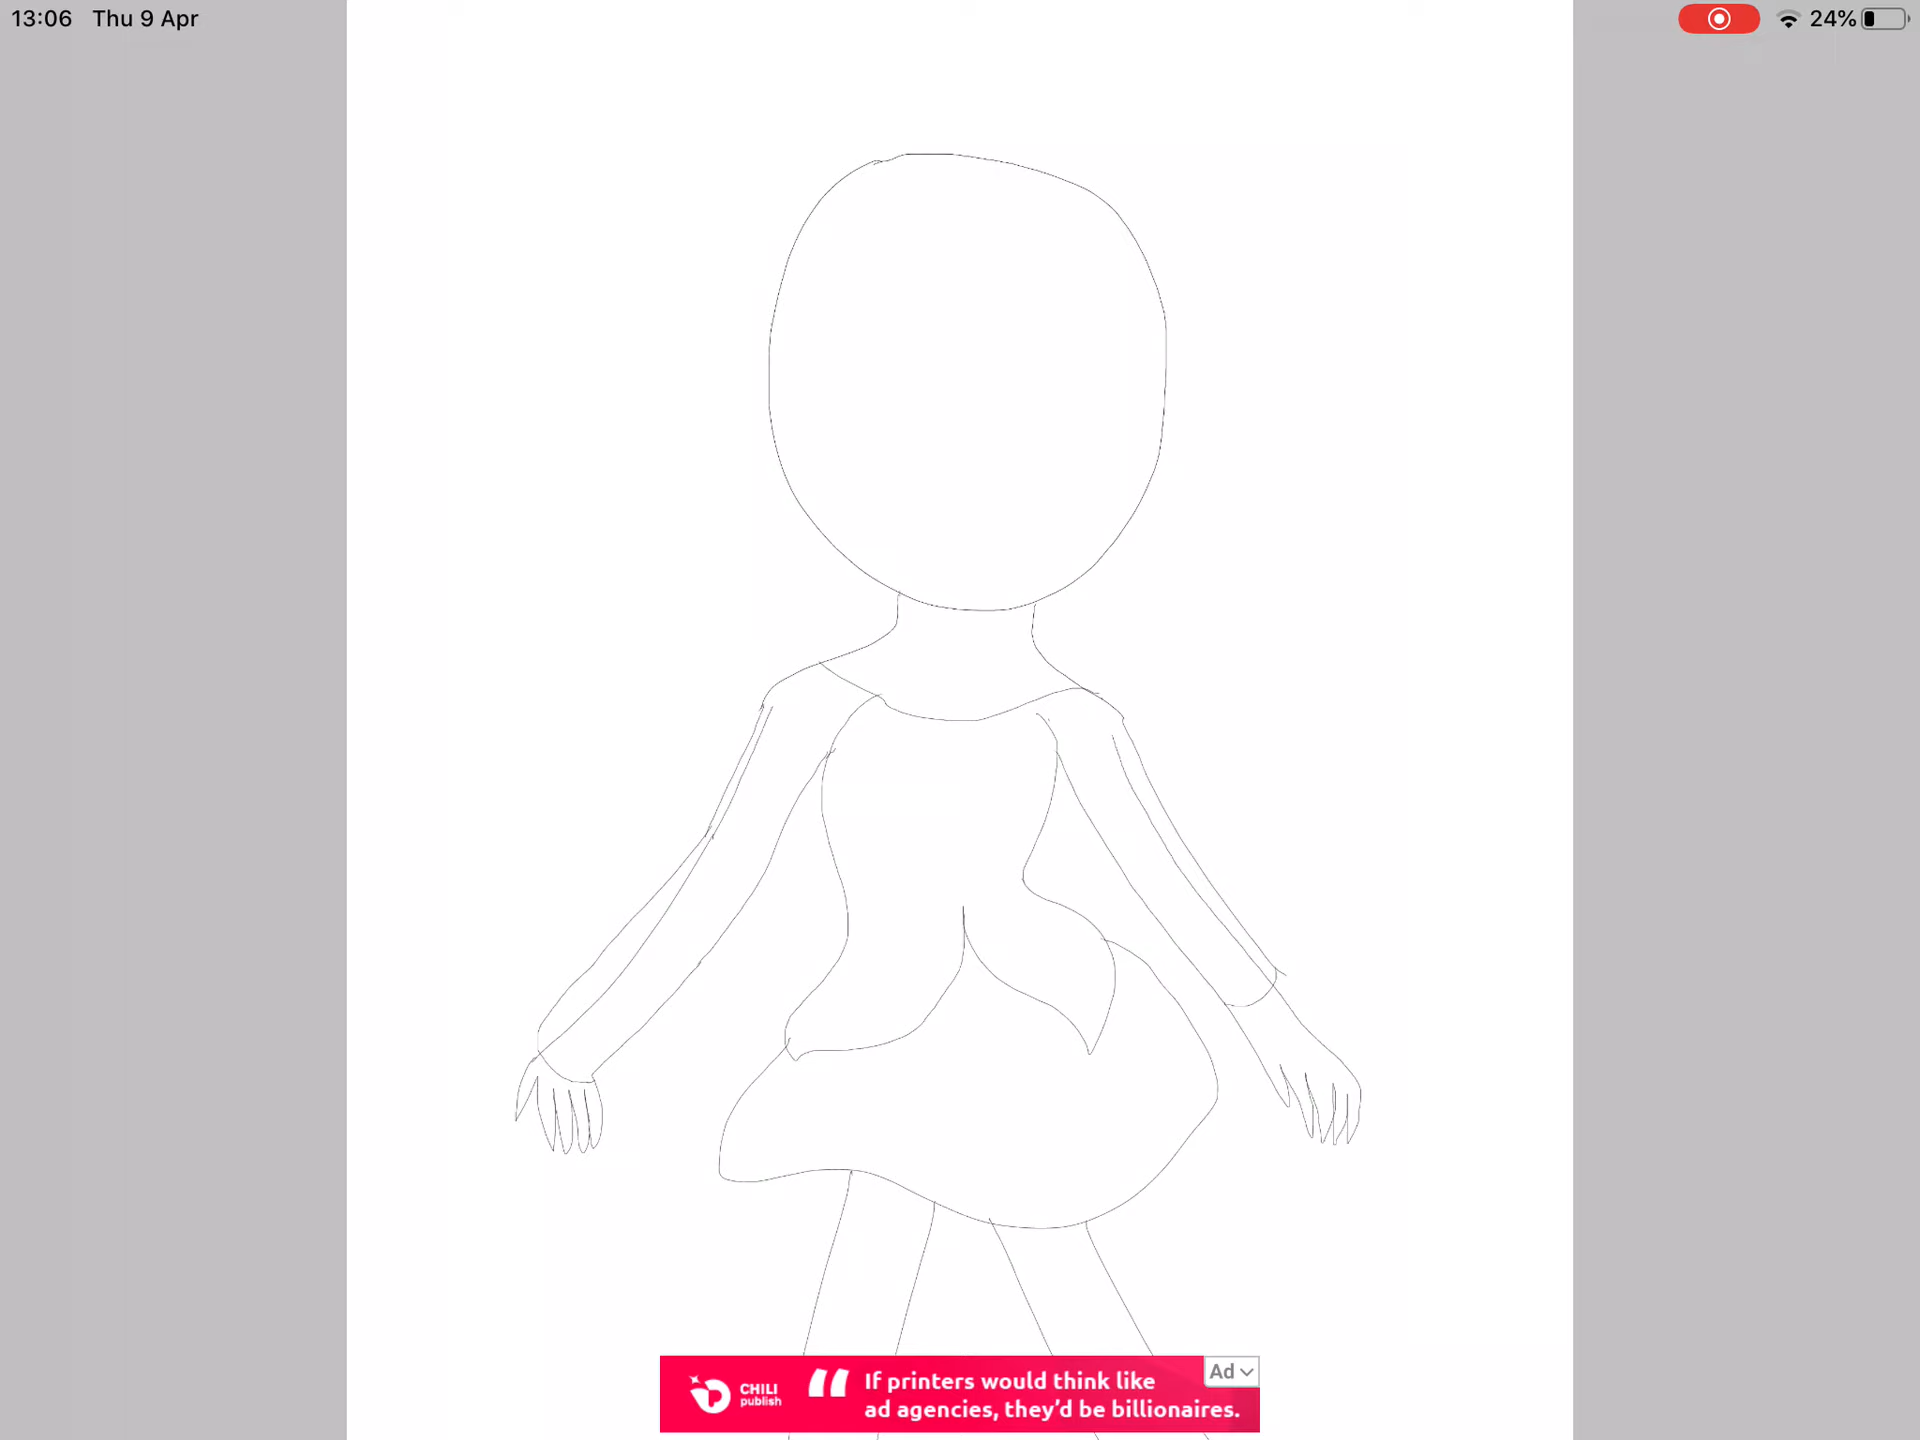 13:06 Thu 9 Apr
24%
Ad
CHILI
publish
“ If printers would think like
ad agencies, they’d be billionaires.